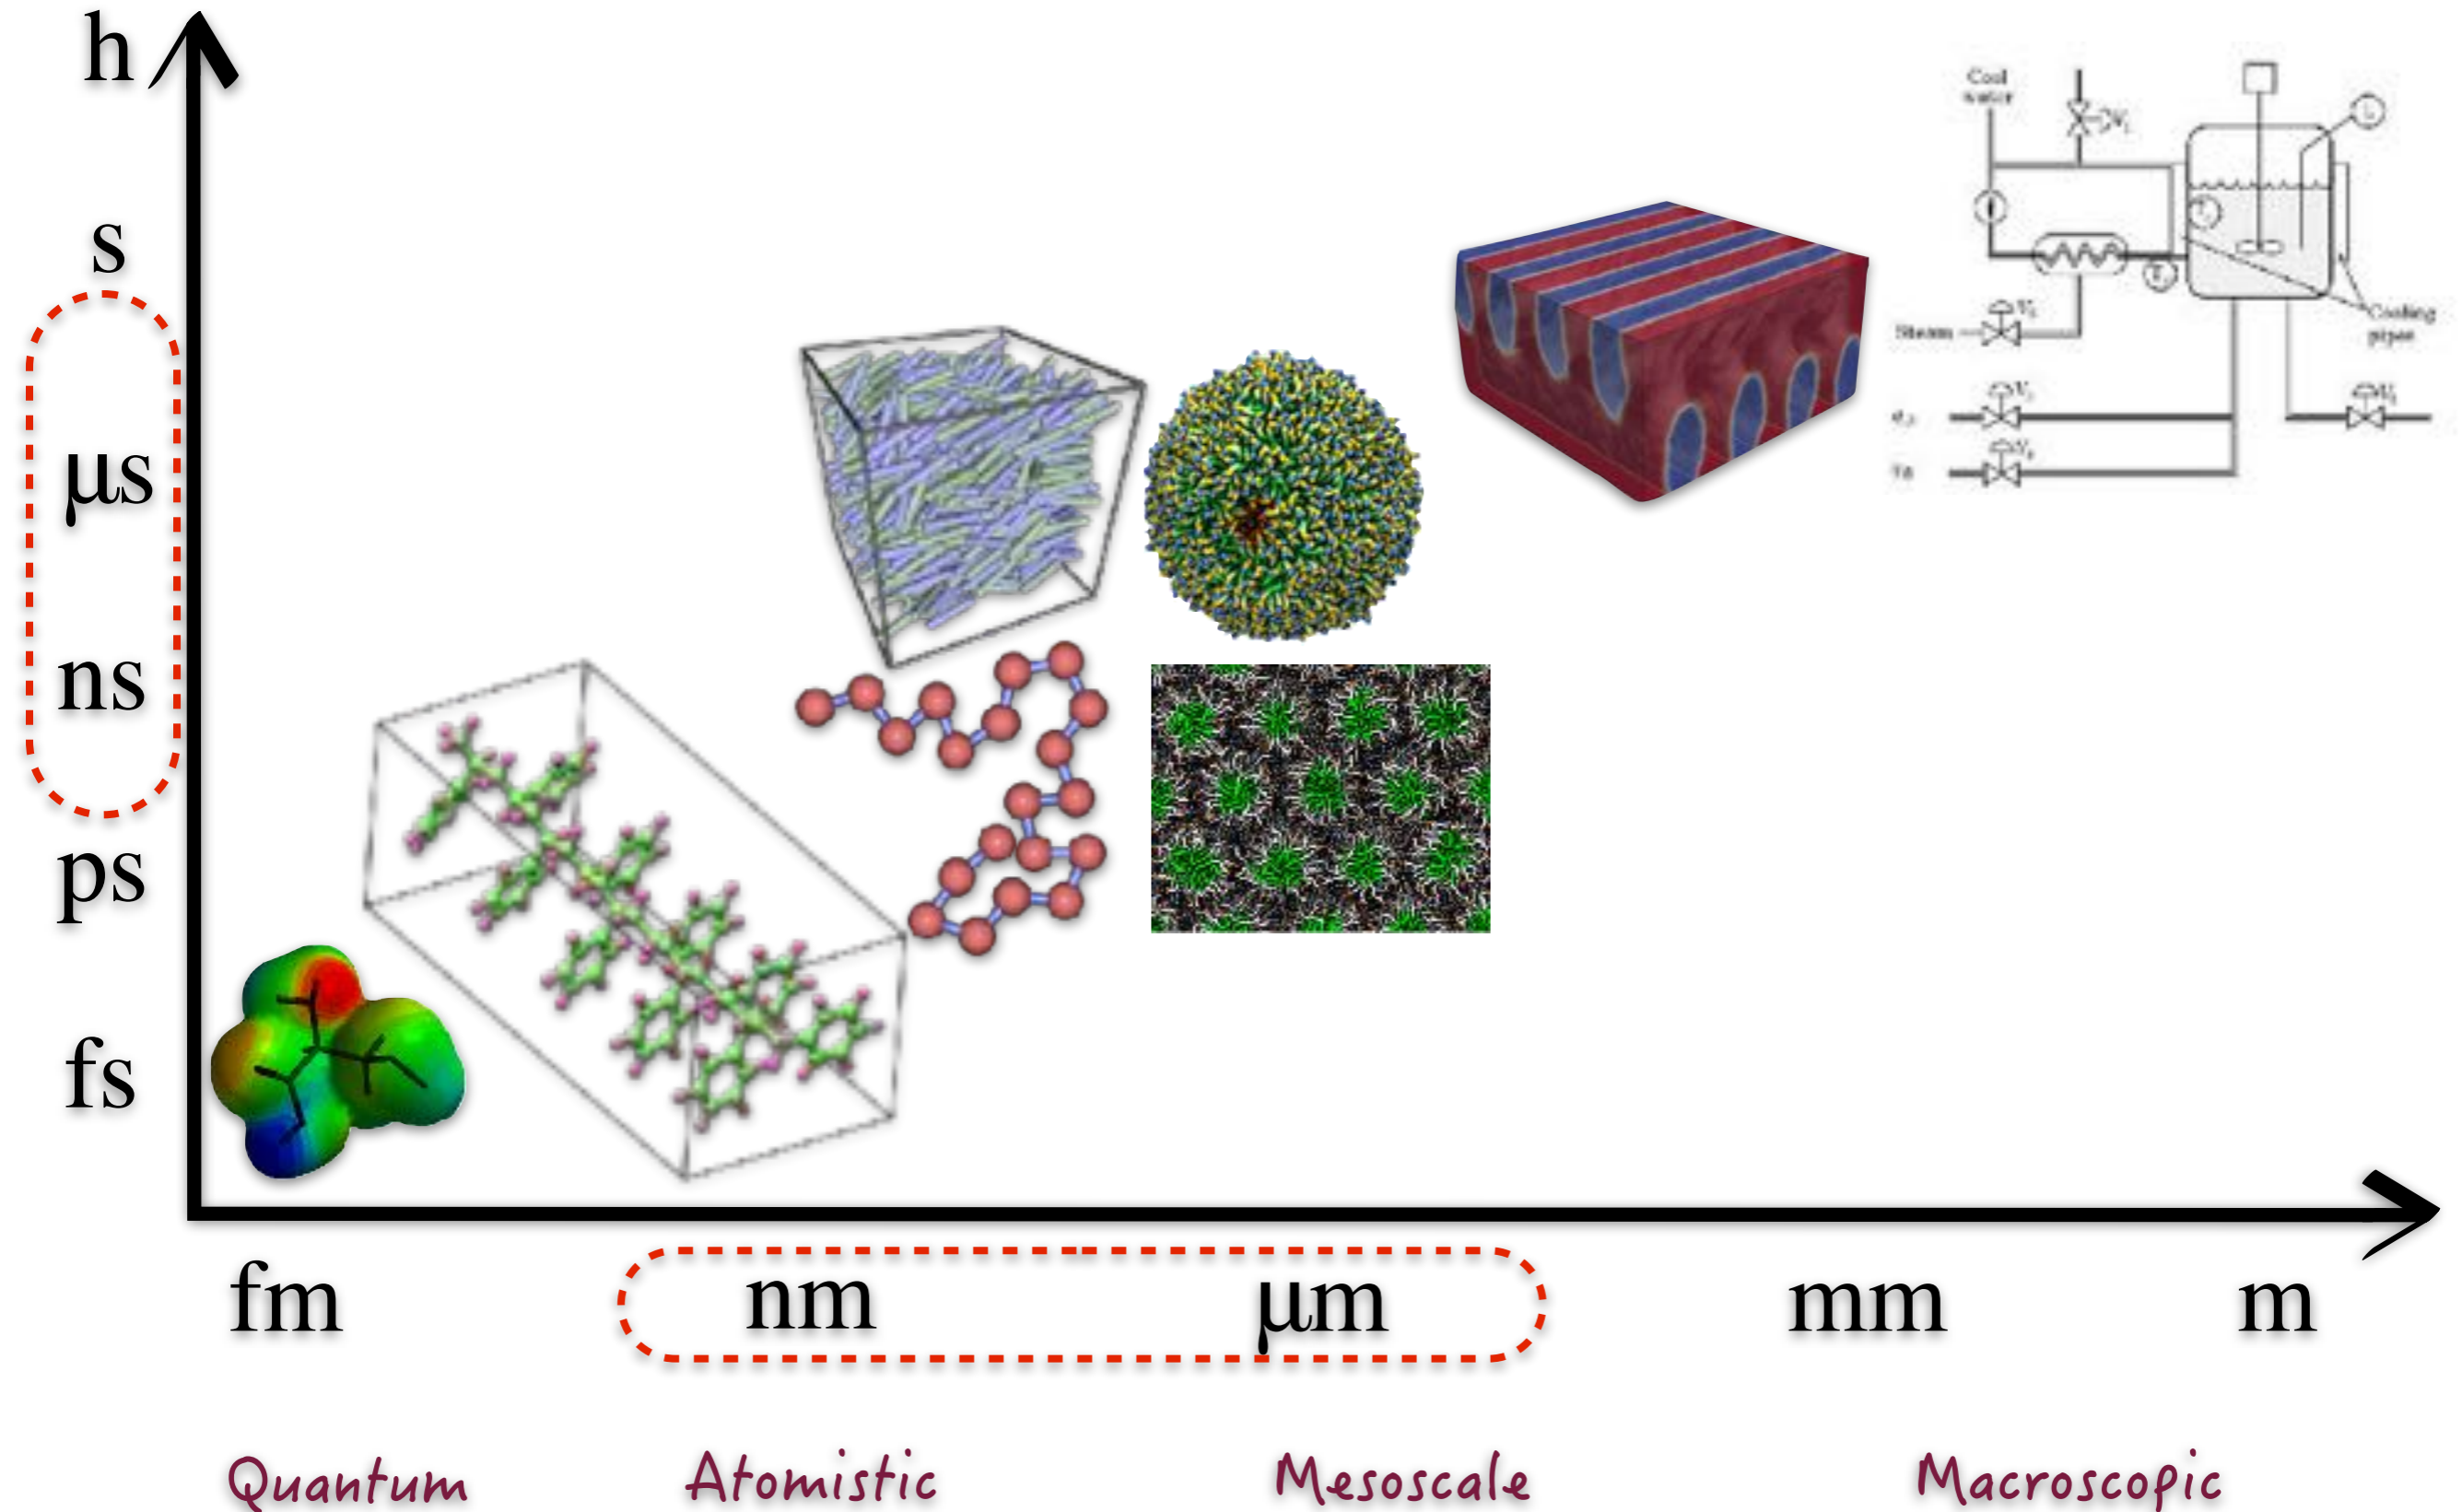 h
s
μs
ns
ps
fs
Cool
water
Steam
Cooling
pipes
fm nm μm mm m
Quantum Atomistic Mesoscale Macroscopic